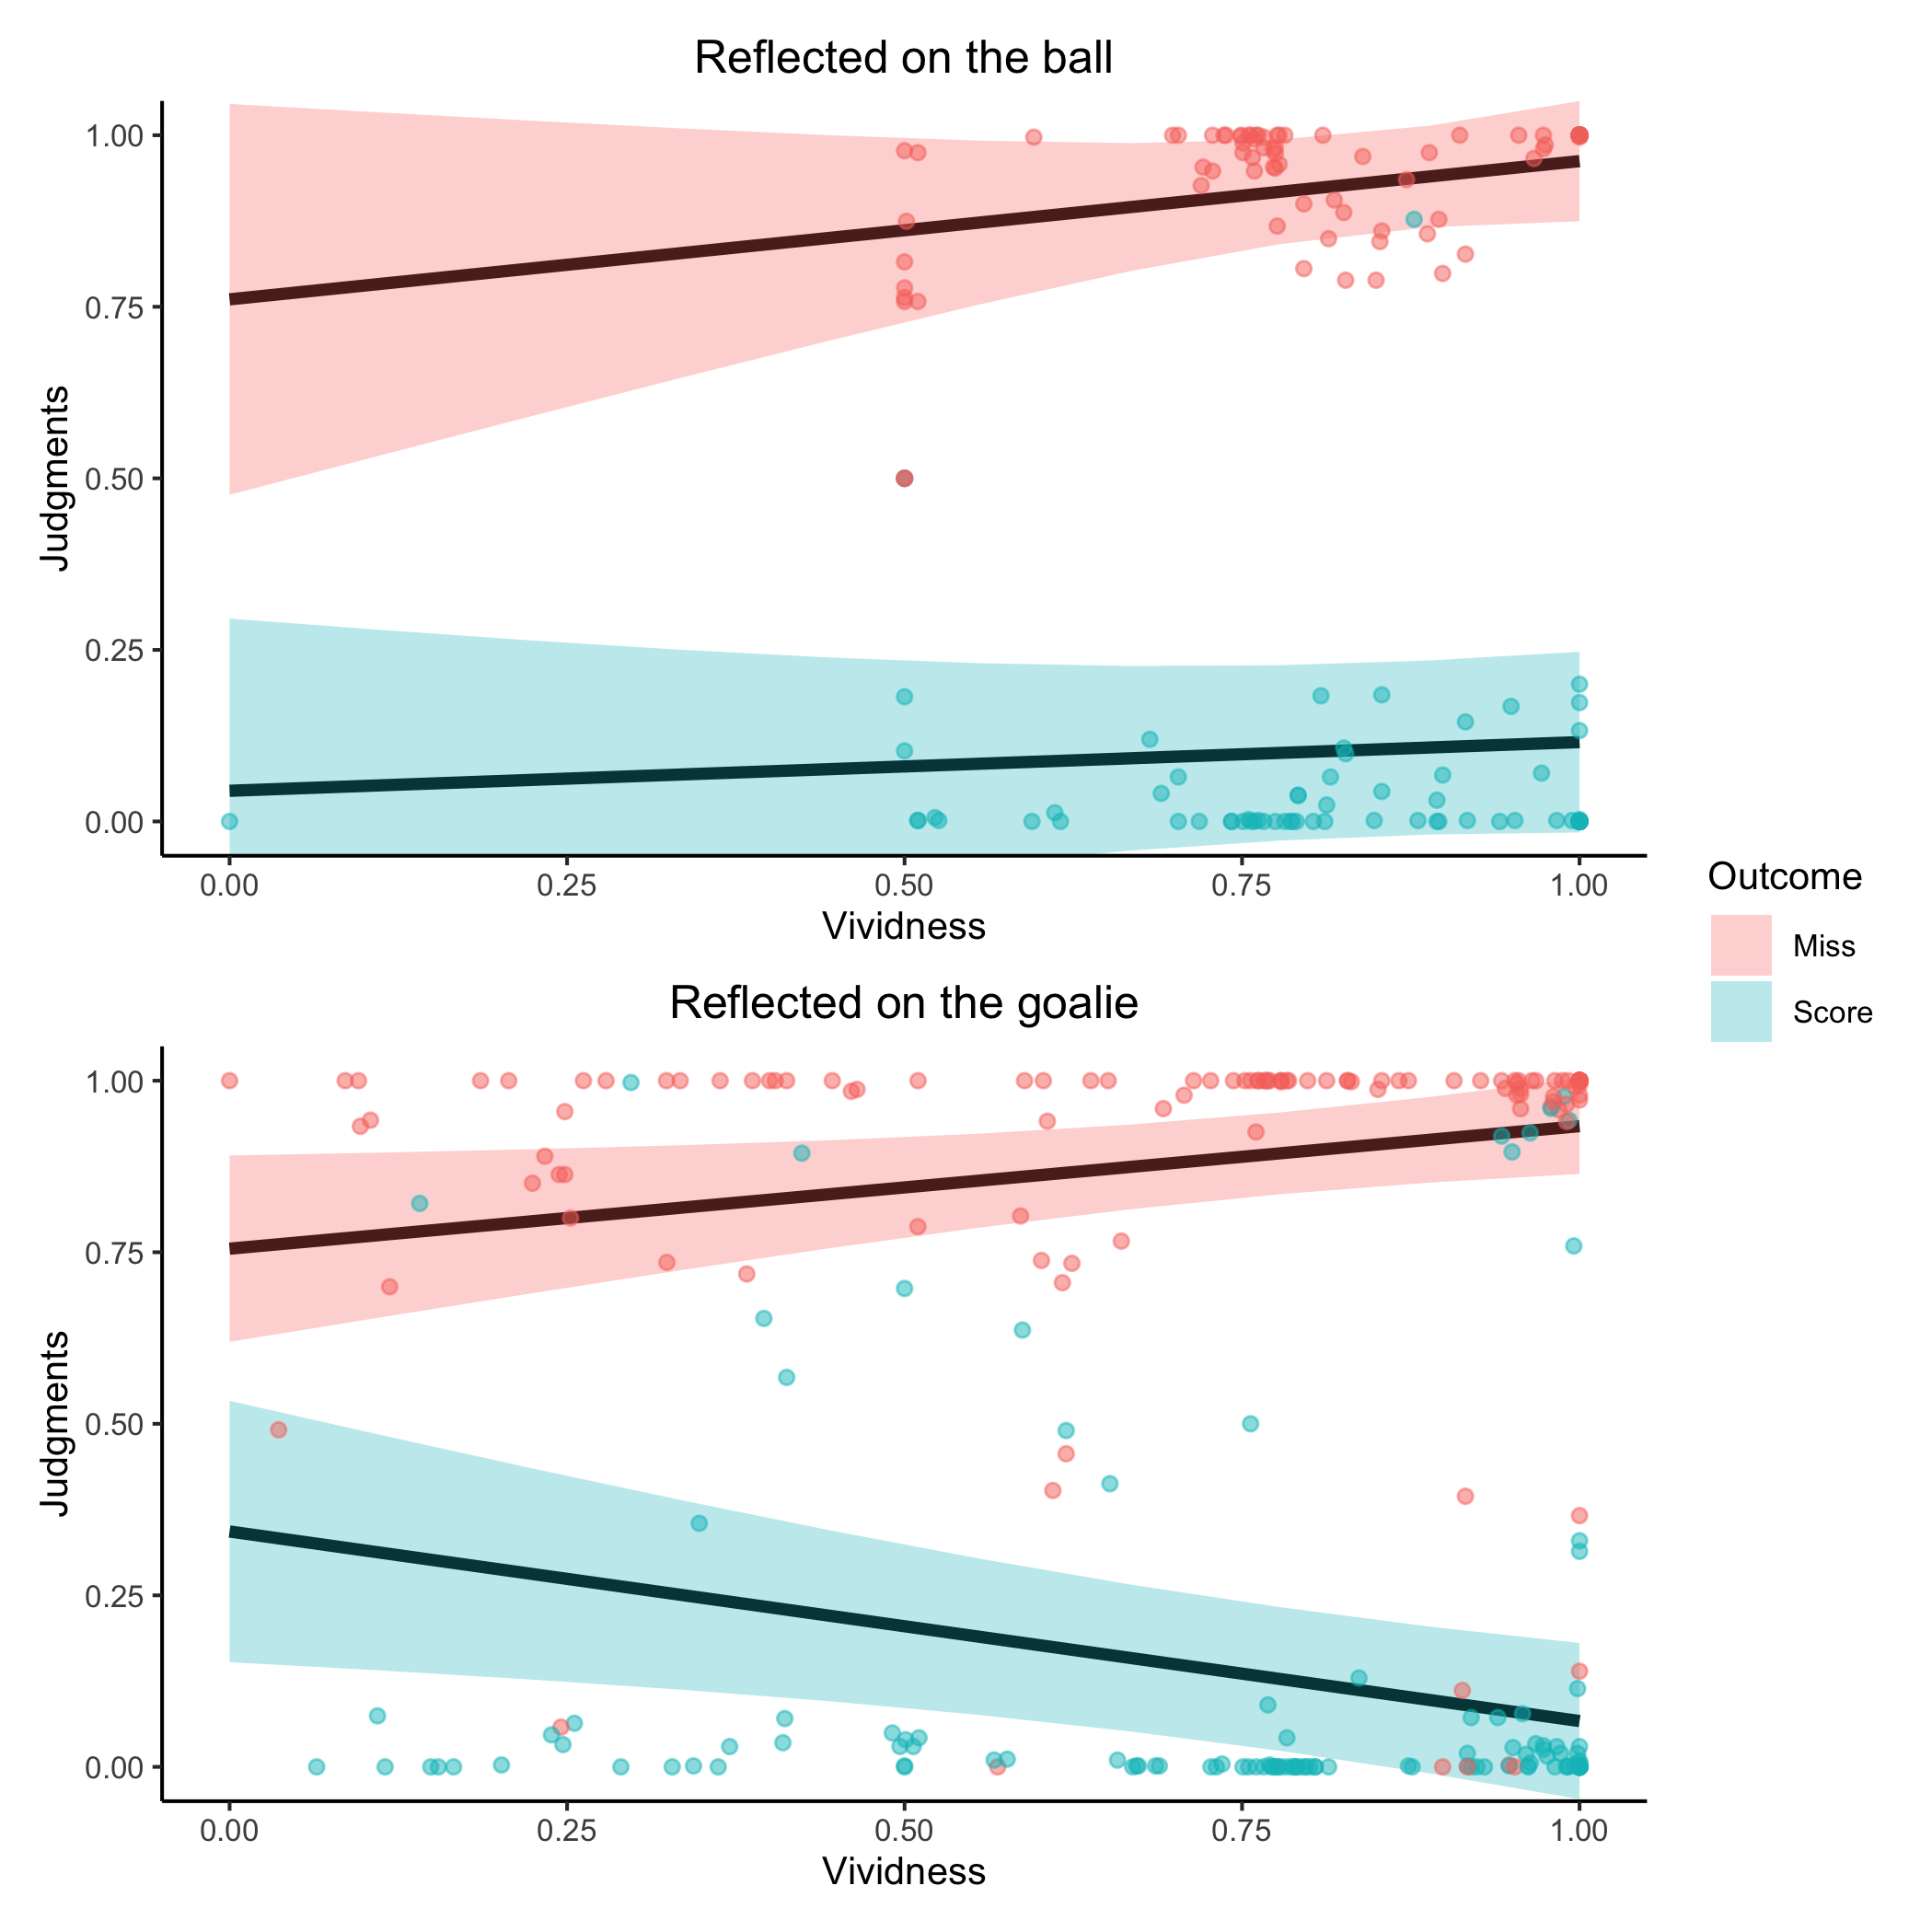 Reflected on the ball
1.00
0.75
0.50
0.25
0.00
Judgments
0.00 0.25 0.50 0.75 1.00
Vividness
Outcome
Miss
Score
Reflected on the goalie
1.00
0.75
0.50
0.25
0.00
Judgments
0.00 0.25 0.50 0.75 1.00
Vividness